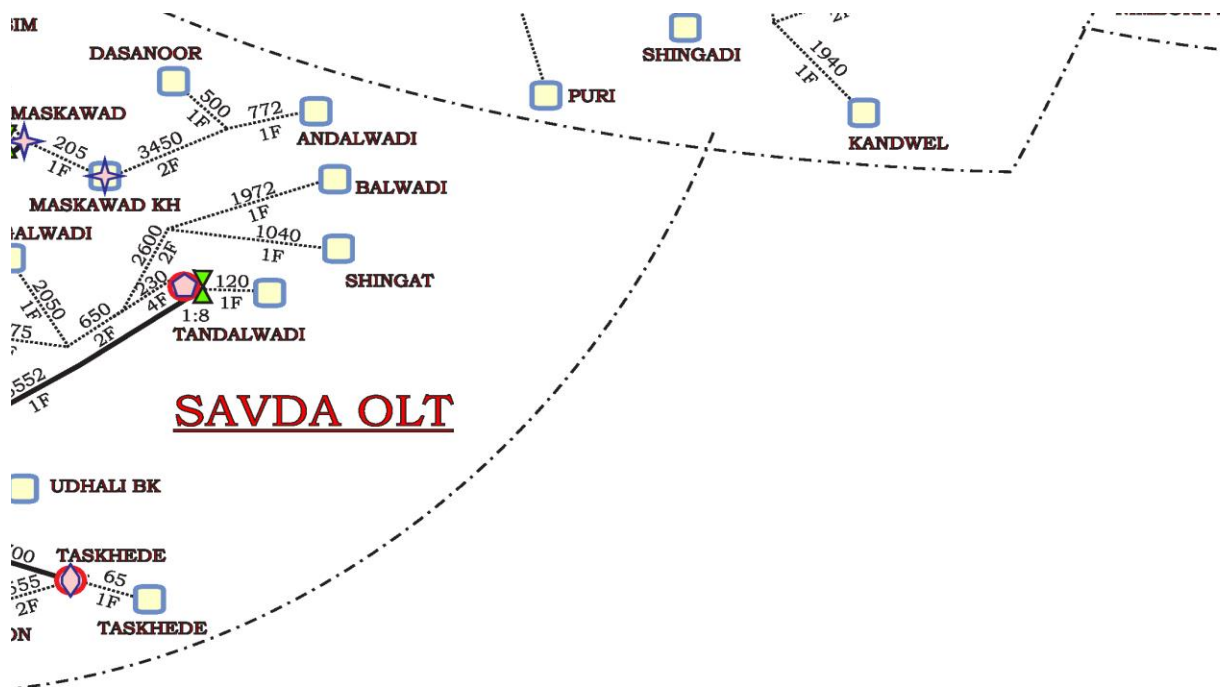 DASANOOR
SHINGADI
1940
1F
PURI
KANDWEL
500
1F
772
1F
ANDALWADI
MASKAWAD
205
1F
3450
2F
MASKAWAD KH
1972
1F
BALWADI
1040
1F
SHINGAT
2600
2F
230
4F
120
1F
1:8
TANDALWADI
2050
1F
650
2F
1F
SAVDA OLT
UDHALI BK
TASKHEDE
65
1F
2F
TASKHEDE